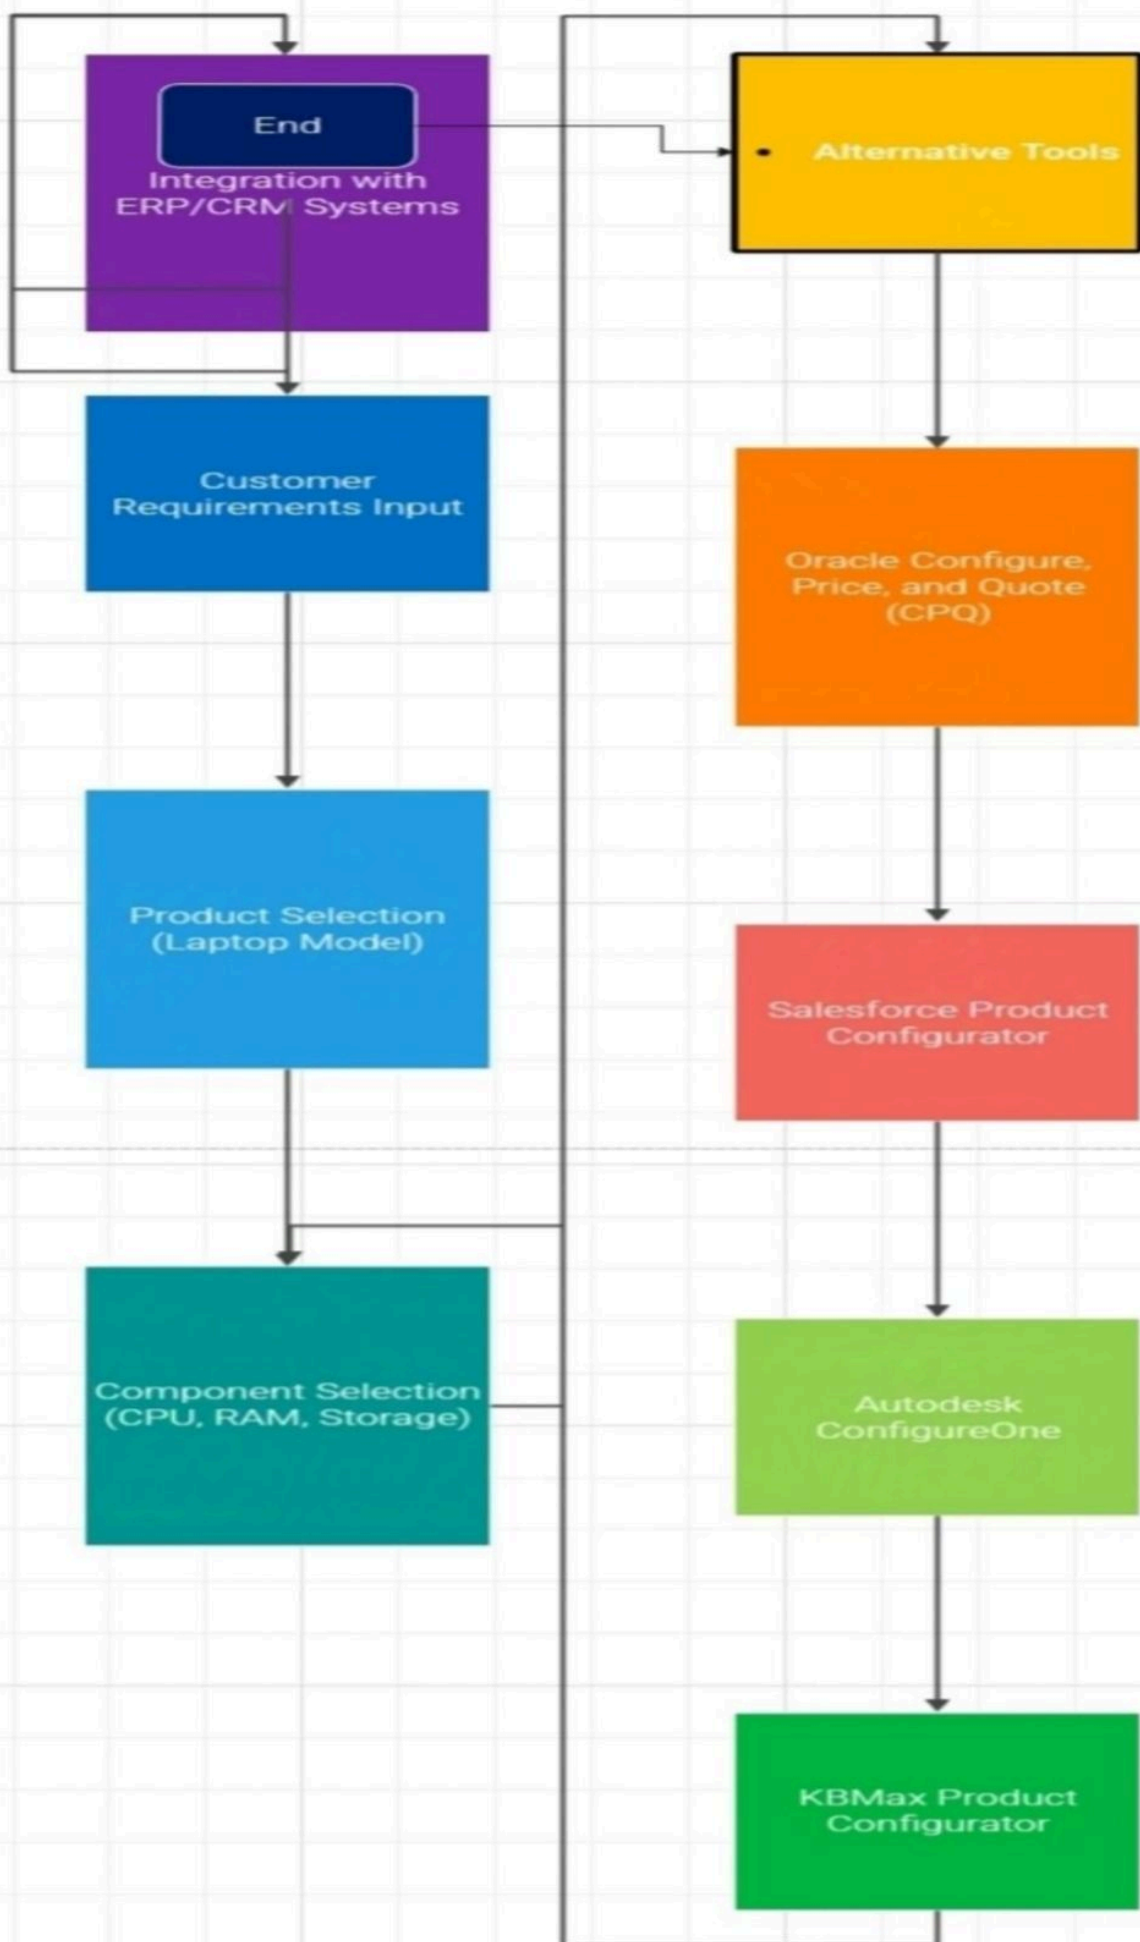 End
Integration with
ERP/CRM Systems
Customer
Requirements Input
Product Selection
(Laptop Model)
Component Selection
(CPU, RAM, Storage)
• Alternative Tools
Oracle Configure,
Price, and Quote
(CPQ)
Salesforce Product
Configurator
Autodesk
ConfigureOne
KBMax Product
Configurator